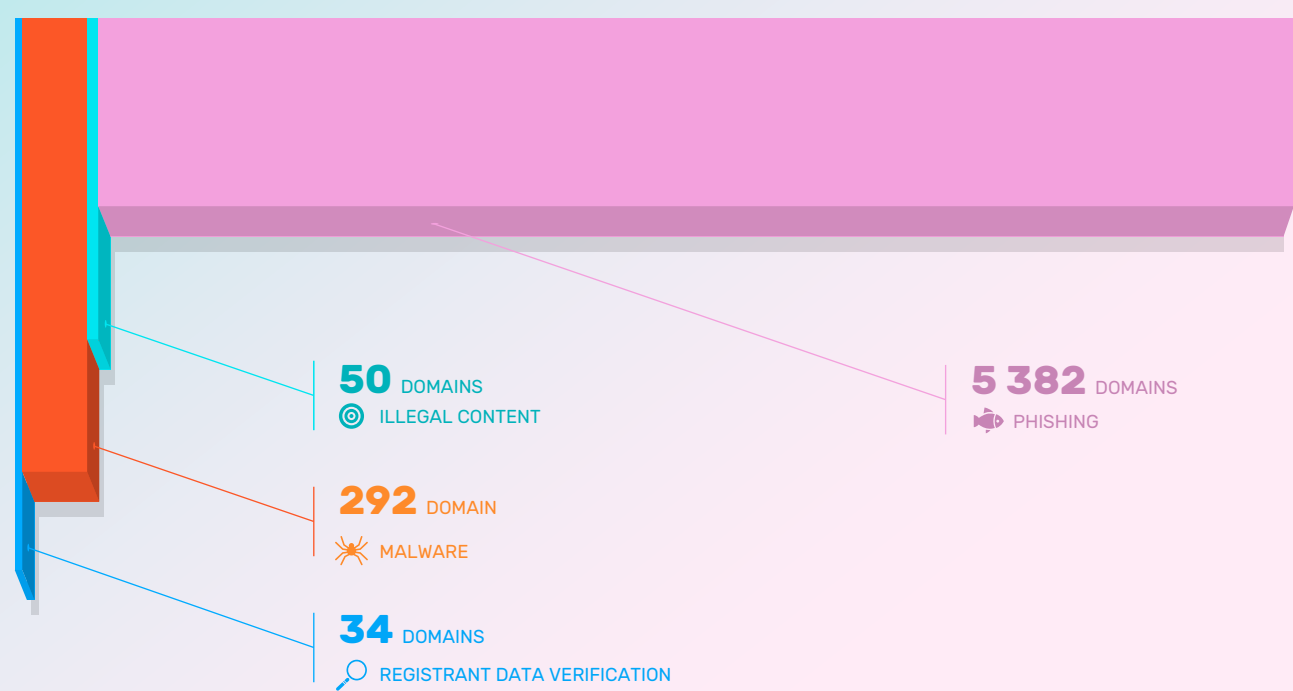 50 DOMAINS
ILLEGAL CONTENT
5 382 DOMAINS
PHISHING
292 DOMAIN
MALWARE
34 DOMAINS
REGISTRANT DATA VERIFICATION